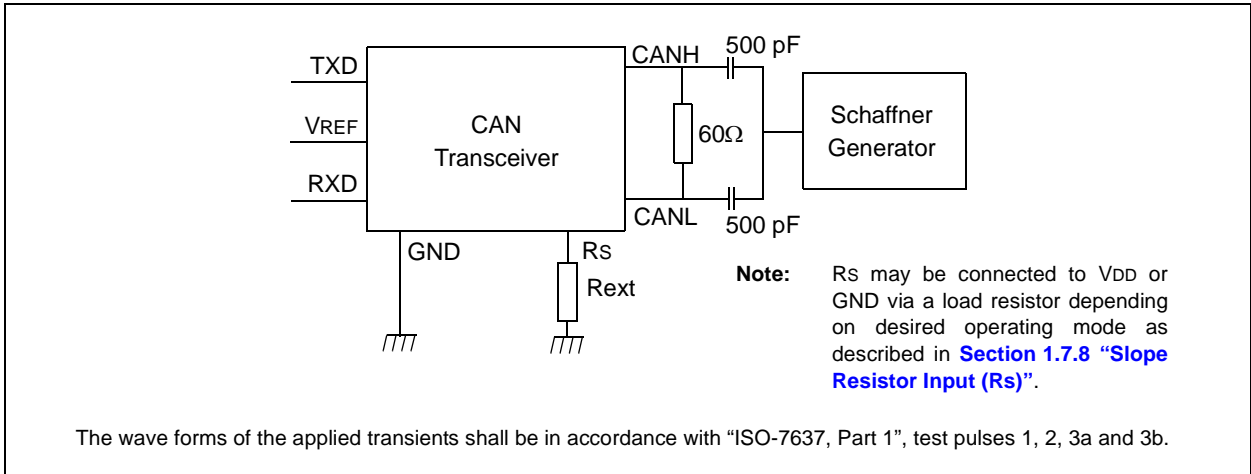 CANH
500 pF
TXD
VREF
RXD
CAN
Transceiver
60Ω
Schaffner
Generator
CANL
500 pF
GND
RS
Rext
Note: RS may be connected to VDD or
GND via a load resistor depending
on desired operating mode as
described in Section 1.7.8 “Slope
Resistor Input (Rs)”.
The wave forms of the applied transients shall be in accordance with “ISO-7637, Part 1”, test pulses 1, 2, 3a and 3b.